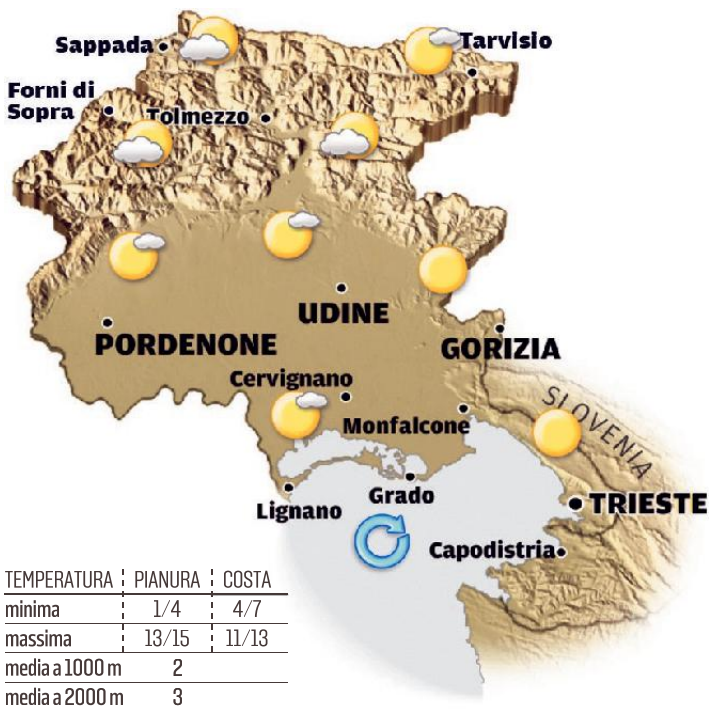 Sappada
Tarvisio
Forni di
Sopra
Tolmezzo
UDINE
PORDENONE
GORIZIA
Cervignano
SLOVENIA
Monfalcone
Grado
Lignano
TRIESTE
Capodistria
TEMPERATURA PIANURA COSTA
minima 1/4 4/7
massima 13/15 11/13
media a 1000 m 2
media a 2000 m 3